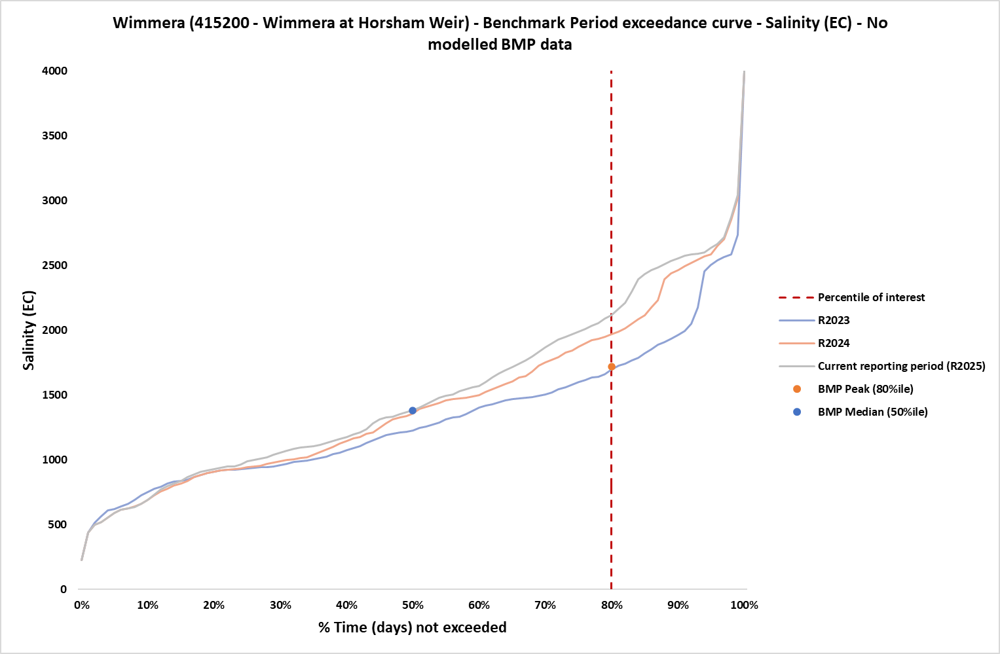 Wimmera (415200 - Wimmera at Horsham Weir) - Benchmark Period exceedance curve - Salinity (EC) - No
modelled BMP data
4000
3500
3000
2500
2000
1500
1000
500
0
Salinity (EC)
0% 10% 20% 30% 40% 50% 60% 70% 80% 90% 100%
% Time (days) not exceeded
Percentile of interest
R2023
R2024
Current reporting period (R2025)
BMP Peak (80%ile)
BMP Median (50%ile)